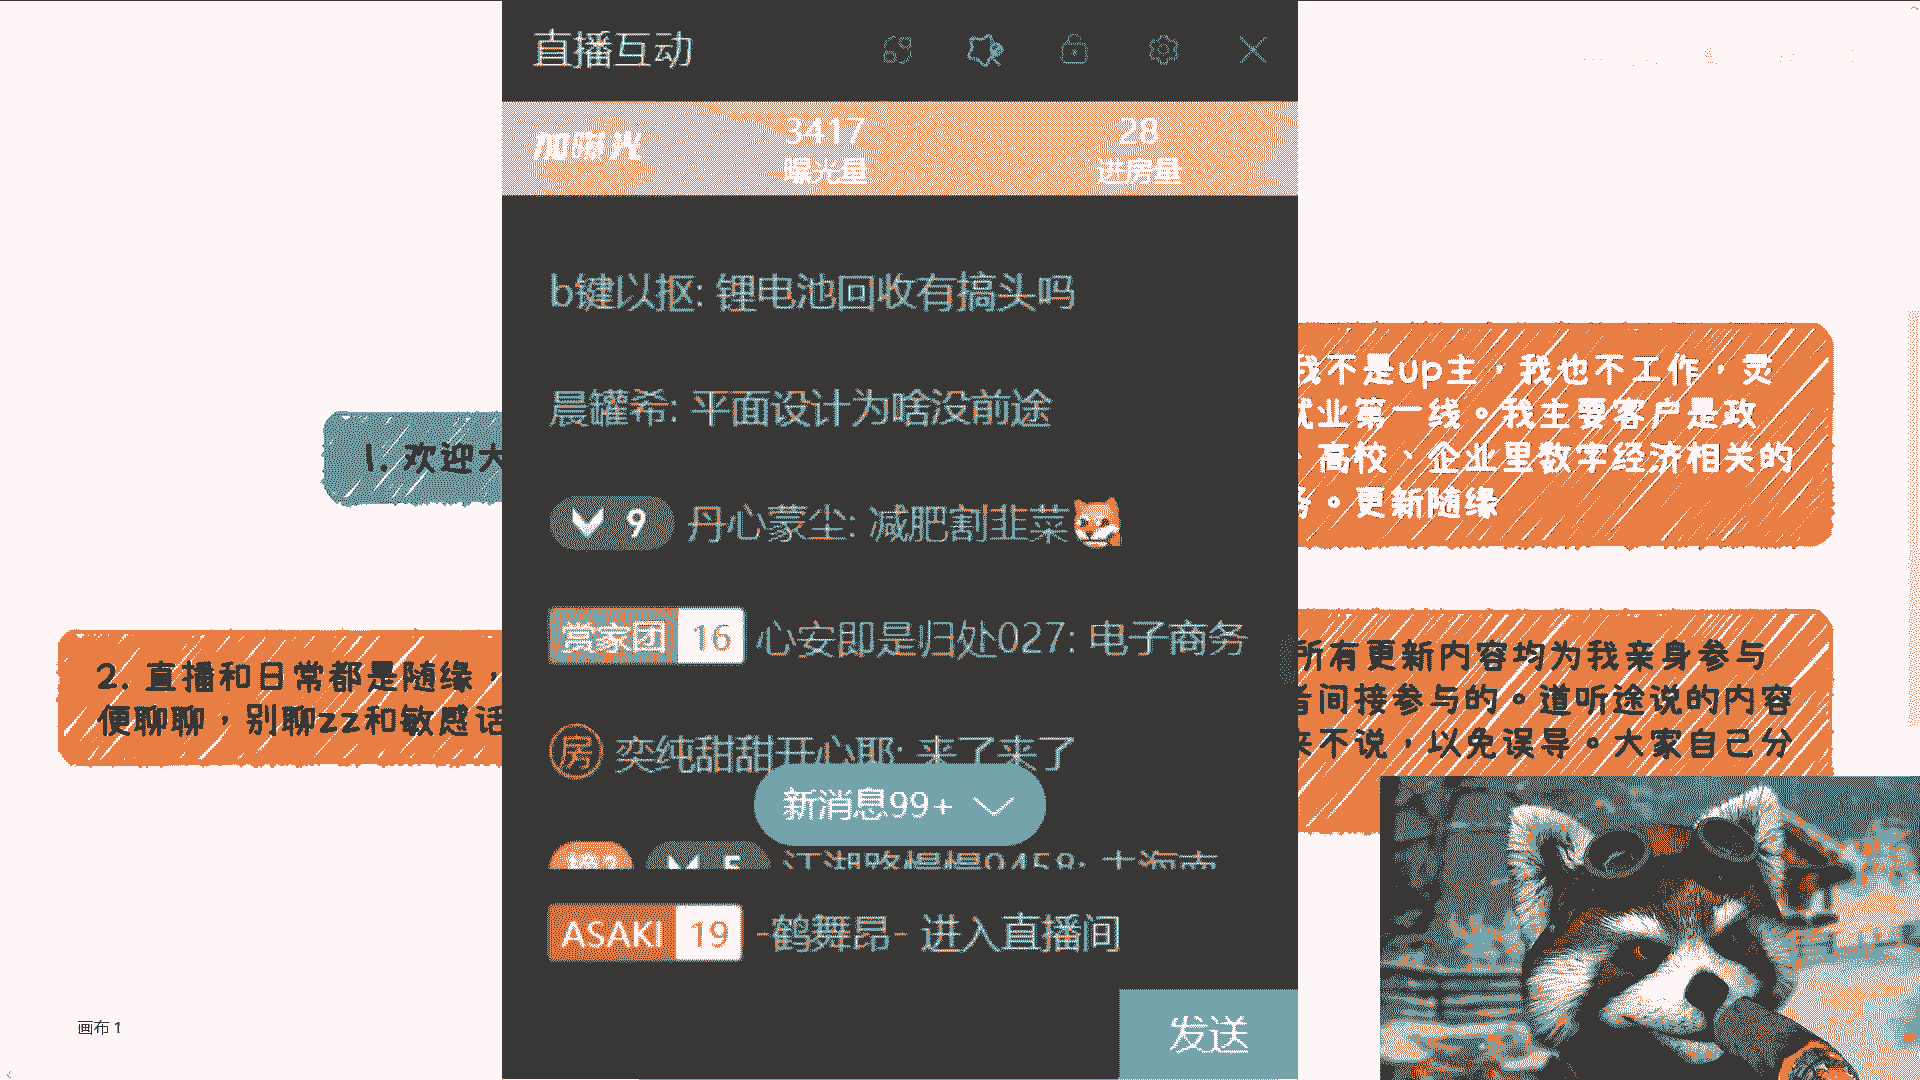 直播互动
加曝光
3417
曝光量
28
进房量
b键以抠: 锂电池回收有搞头吗
晨罐希: 平面设计为啥没前途
9 丹心蒙尘: 减肥割韭菜
赏家团 16 心安即是归处027: 电子商务
房 奕纯甜甜开心耶: 来了来了
新消息99+
5 江湖路慢慢9458: 去海南
ASAKI 19 -鹤舞昂- 进入直播间
发送
1. 欢迎大
2. 直播和日常都是随缘，
便聊聊，别聊zz和敏感话
我不是up主，我也不工作，灵
业第一线。我主要客户是政
、高校、企业里数字经济相关的
务。更新随缘
所有更新内容均为我亲身参与
者间接参与的。道听途说的内容
来不说，以免误导。大家自己分
画布 1